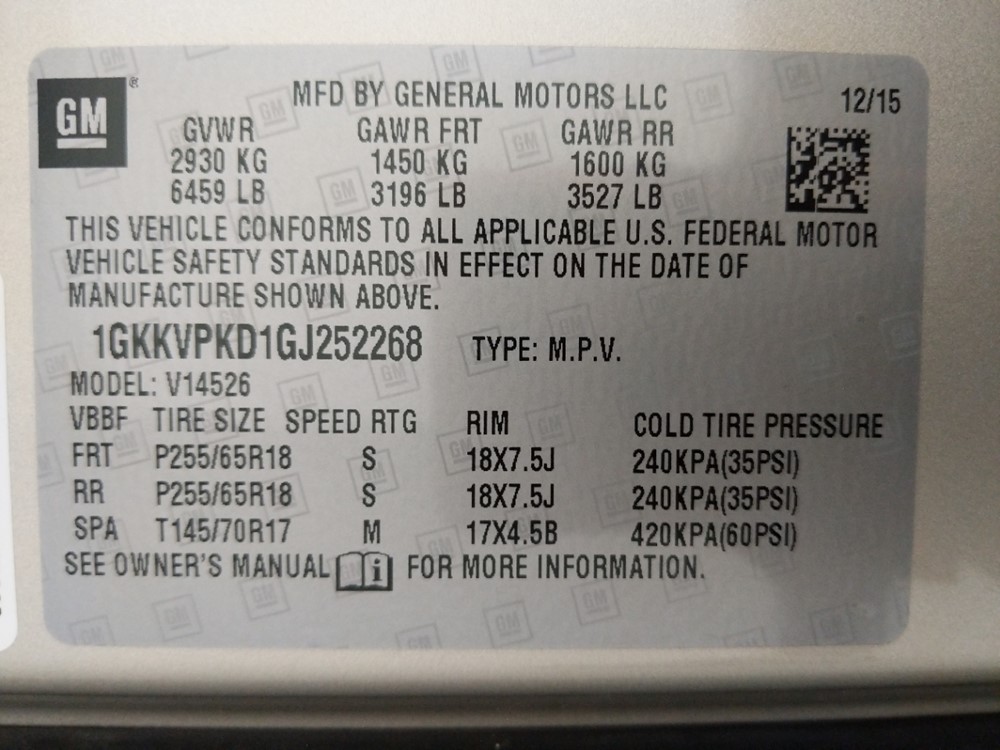 GM ®
MFD BY GENERAL MOTORS LLC 12/15
GVWR GAWR FRT GAWR RR
2930 KG 1450 KG 1600 KG
6459 LB 3196 LB 3527 LB
THIS VEHICLE CONFORMS TO ALL APPLICABLE U.S. FEDERAL MOTOR
VEHICLE SAFETY STANDARDS IN EFFECT ON THE DATE OF
MANUFACTURE SHOWN ABOVE.
1GKKVPKD1GJ252268 TYPE: M.P.V.
MODEL: V14526
VBBF TIRE SIZE SPEED RTG RIM COLD TIRE PRESSURE
FRT P255/65R18 S 18X7.5J 240KPA(35PSI)
RR P255/65R18 S 18X7.5J 240KPA(35PSI)
SPA T145/70R17 M 17X4.5B 420KPA(60PSI)
SEE OWNER'S MANUAL i FOR MORE INFORMATION.